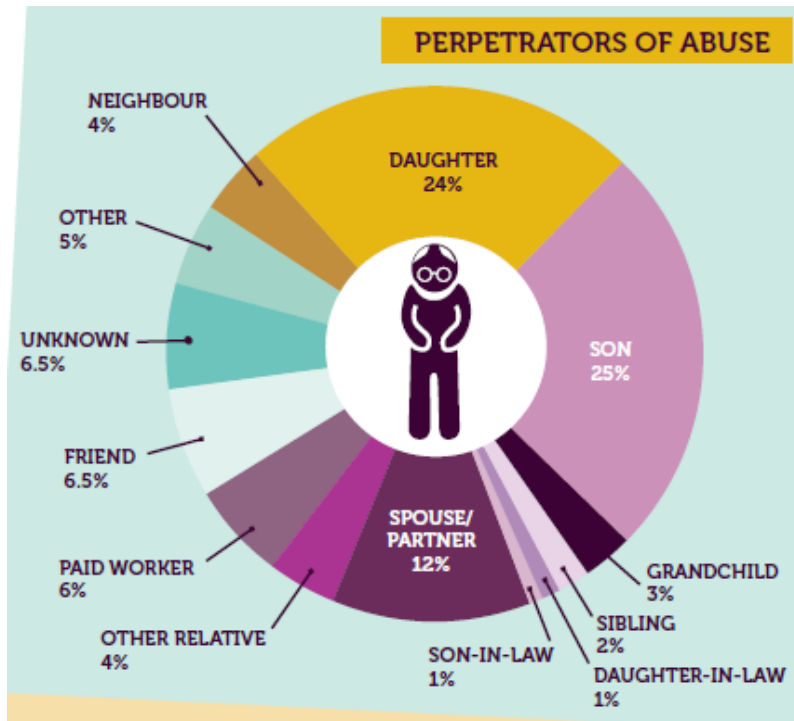 PERPETRATORS OF ABUSE
NEIGHBOUR
4%
DAUGHTER
24%
OTHER
5%
UNKNOWN
6.5%
SON
25%
FRIEND
6.5%
SPOUSE/
PARTNER
12%
PAID WORKER
6%
GRANDCHILD
3%
OTHER RELATIVE
4%
SON-IN-LAW
1%
SIBLING
2%
DAUGHTER-IN-LAW
1%